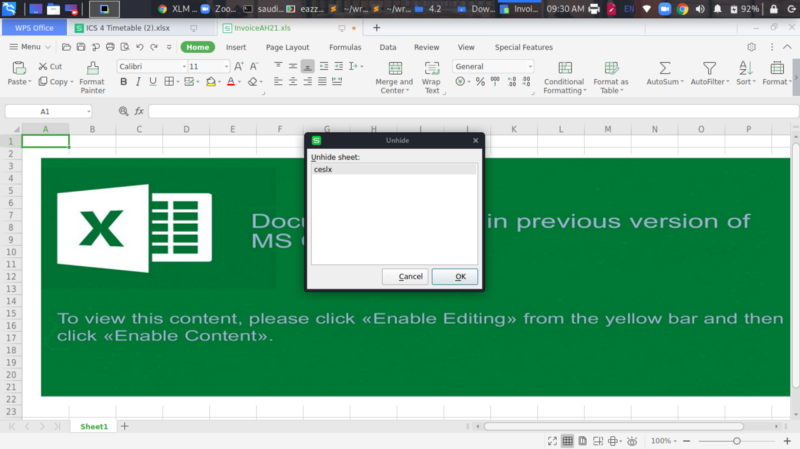 XLM ...
Zoo...
saudi...
eazz...
~/wr...
~/wr...
4.2
Dow...
Invoi...
09:30 AM
EN
92%
WPS Office
ICS 4 Timetable (2).xlsx
InvoiceAH21.xls
Menu
Home
Insert
Page Layout
Formulas
Data
Review
View
Special Features
Paste
Cut
Copy
Format
Painter
Calibri
11
B I U
Merge and
Center
Wrap
Text
General
%
000
Conditional
Formatting
Format as
Table
AutoSum
AutoFilter
Sort
Format
A1
fx
A B C D E F G H I J K L M N O P
1
2
3
4
5
6
7
8
9
10
11
12
13
14
15
16
17
18
19
20
21
22
23
Unhide
Unhide sheet:
ceslx
Cancel
OK
X
Docu
in previous version of
MS
To view this content, please click «Enable Editing» from the yellow bar and then
click «Enable Content».
Sheet1
100%